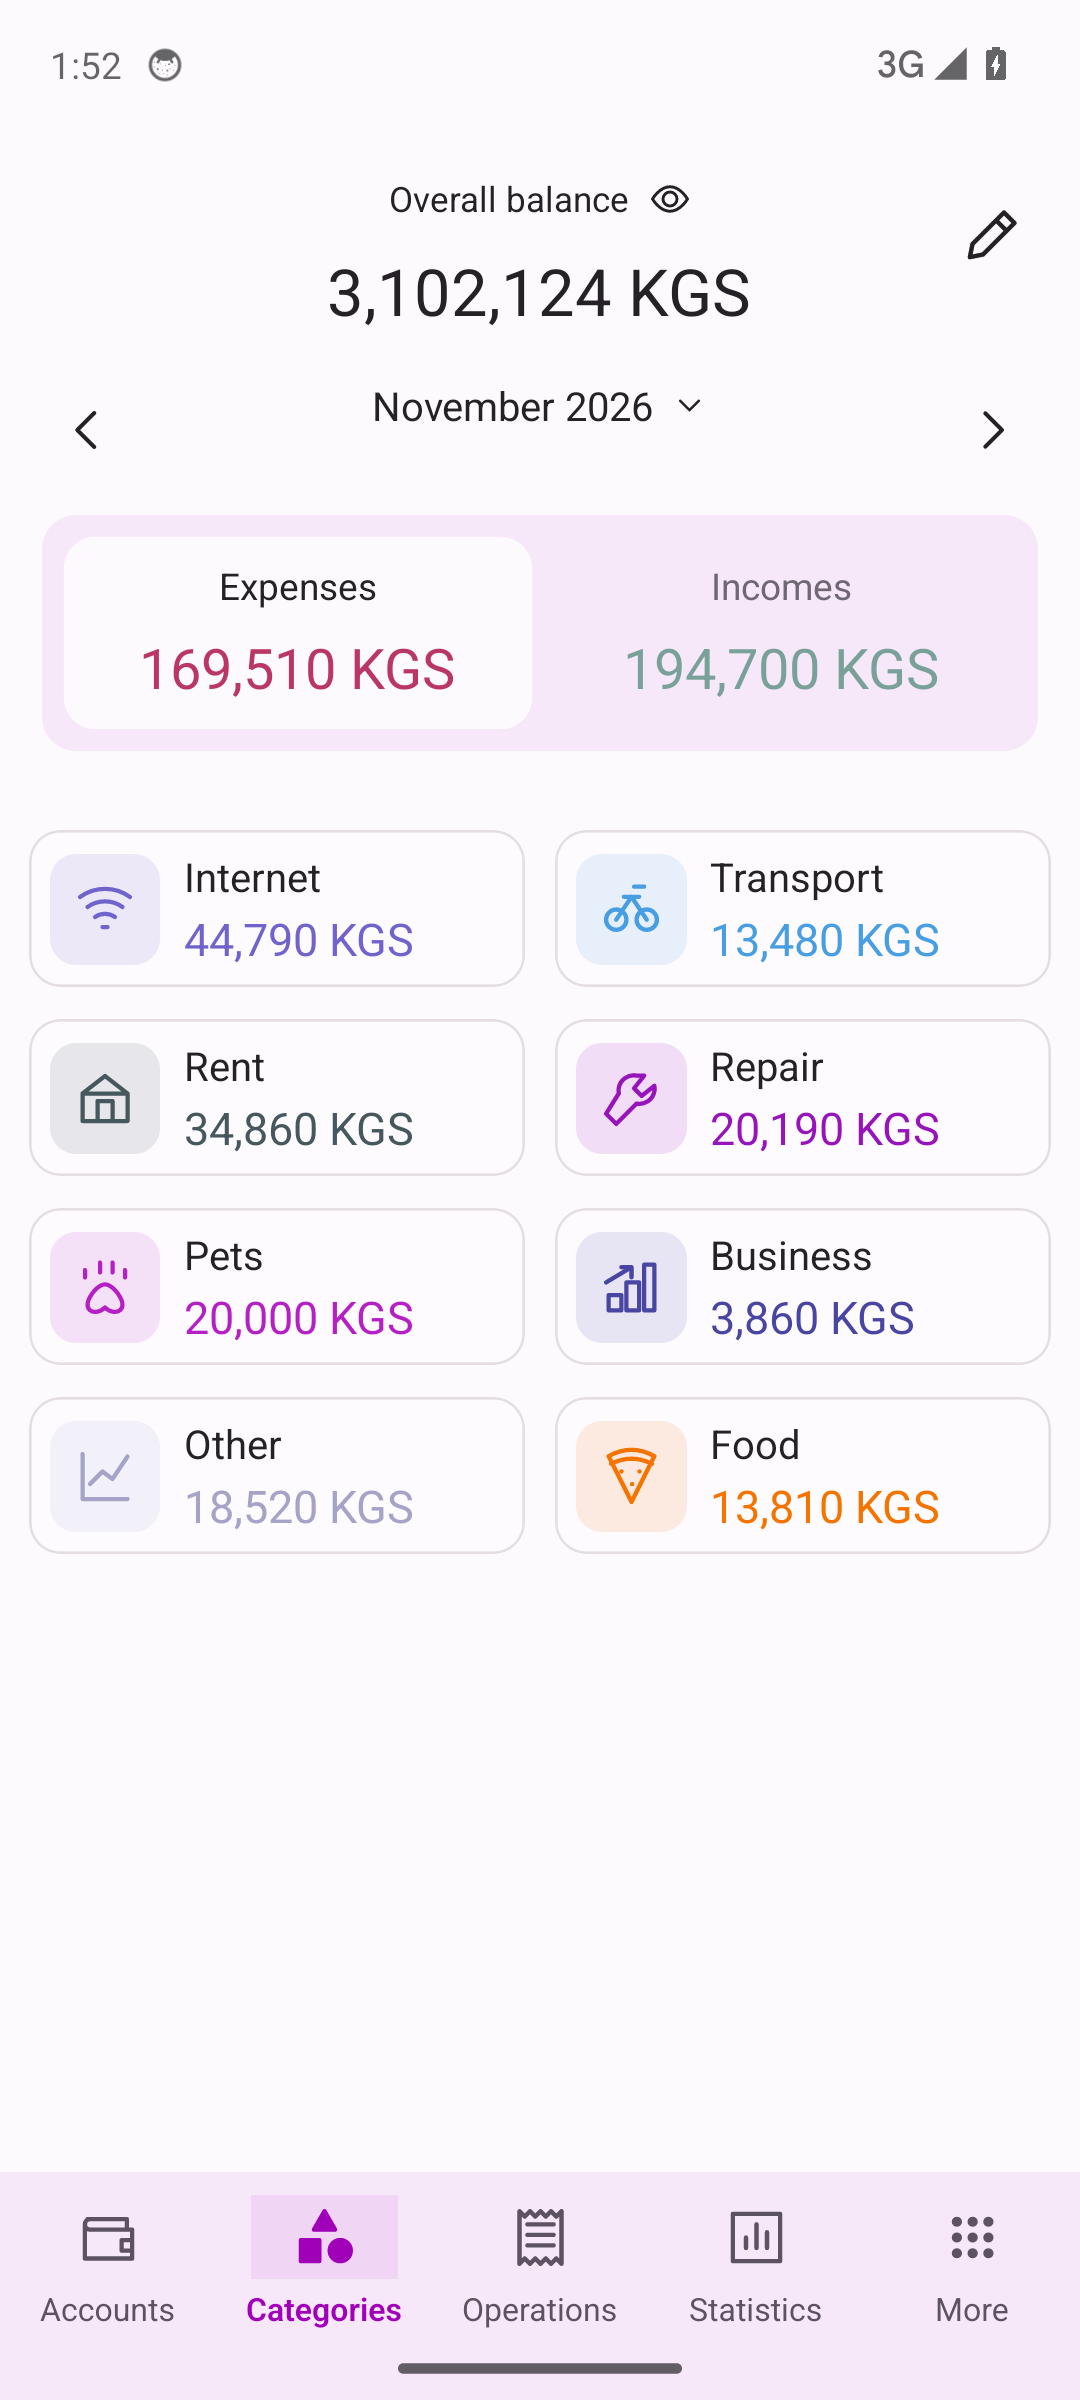 1:52
3G
Overall balance
3,102,124 KGS
November 2026
Expenses
169,510 KGS
Incomes
194,700 KGS
Internet
44,790 KGS
Transport
13,480 KGS
Rent
34,860 KGS
Repair
20,190 KGS
Pets
20,000 KGS
Business
3,860 KGS
Other
18,520 KGS
Food
13,810 KGS
Accounts
Categories
Operations
Statistics
More